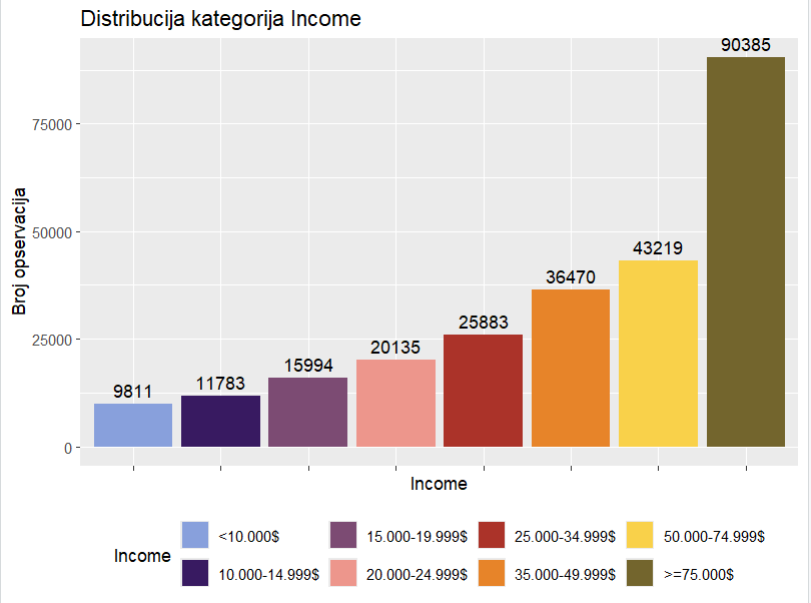 Distribucija kategorija Income
90385
75000
50000
43219
36470
25000
25883
20135
15994
11783
9811
0
Broj opservacija
Income
Income
<10.000$ 15.000-19.999$ 25.000-34.999$ 50.000-74.999$
10.000-14.999$ 20.000-24.999$ 35.000-49.999$ >=75.000$